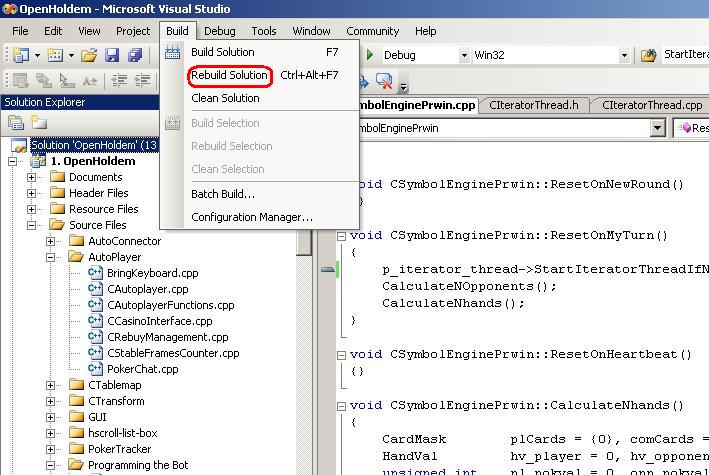 OpenHoldem - Microsoft Visual Studio
File Edit View Project Build Debug Tools Window Community Help
Debug Win32 StartIter
Build Solution F7
Rebuild Solution Ctrl+Alt+F7
Clean Solution
Build Selection
Rebuild Selection
Clean Selection
Batch Build...
Configuration Manager...
Solution Explorer
Solution 'OpenHoldem' (13
1. OpenHoldem
Documents
Header Files
Resource Files
Source Files
AutoConnector
AutoPlayer
BringKeyboard.cpp
CAutoplayer.cpp
CAutoplayerFunctions.cpp
CCasinoInterface.cpp
CRebuyManagement.cpp
CStableFramesCounter.cpp
PokerChat.cpp
CTablemap
CTransform
GUI
hscroll-list-box
PokerTracker
Programming the Bot
mbolEnginePrwin.cpp CIteratorThread.h CIteratorThread.cpp
mbolEnginePrwin Res
void CSymbolEnginePrwin::ResetOnNewRound()
}
void CSymbolEnginePrwin::ResetOnMyTurn()
{
p_iterator_thread->StartIteratorThreadIfN
CalculateNOpponents();
CalculateNhands();
}
void CSymbolEnginePrwin::ResetOnHeartbeat()
{}
void CSymbolEnginePrwin::CalculateNhands()
{
CardMask plCards = {0}, comCards =
HandVal hv_player = 0, hv_opponen
unsigned int pl_pokval = 0, opp_pokval